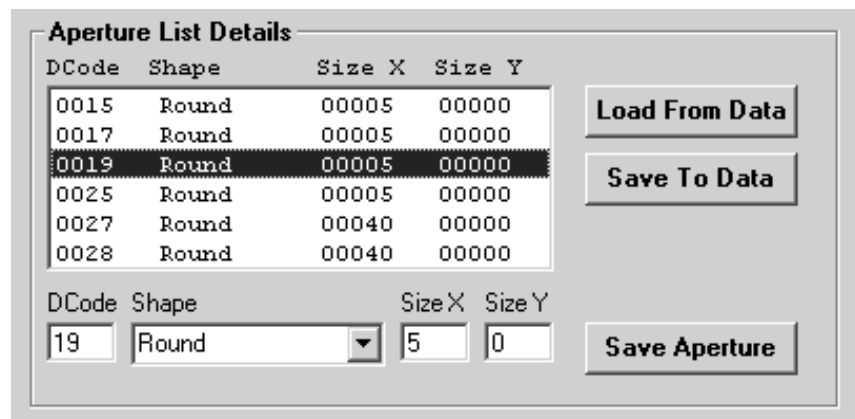 Aperture List Details
DCode Shape Size X Size Y
0015 Round 00005 00000
0017 Round 00005 00000
0019 Round 00005 00000
0025 Round 00005 00000
0027 Round 00040 00000
0028 Round 00040 00000
Load From Data
Save To Data
DCode Shape Size X Size Y
19 Round 5 0
Save Aperture